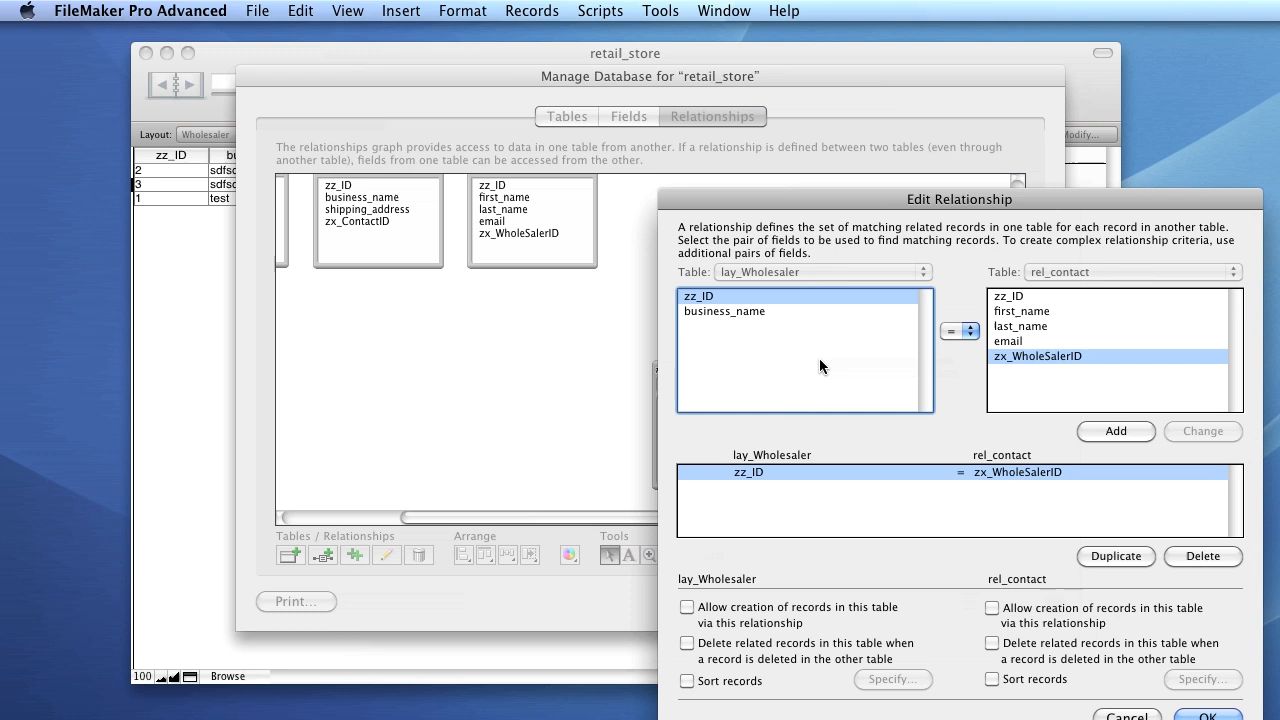 FileMaker Pro Advanced File Edit View Insert Format Records Scripts Tools Window Help
retail_store
Manage Database for “retail_store”
Layout: Wholesaler
Modify...
Tables Fields Relationships
The relationships graph provides access to data in one table from another. If a relationship is defined between two tables (even through
another table), fields from one table can be accessed from the other.
zz_ID
2 sdfsd
3 sdfsd
1 test
zz_ID
business_name
shipping_address
zx_ContactID
zz_ID
first_name
last_name
email
zx_WholeSalerID
Edit Relationship
A relationship defines the set of matching related records in one table for each record in another table.
Select the pair of fields to be used to find matching records. To create complex relationship criteria, use
additional pairs of fields.
Table: lay_Wholesaler
Table: rel_contact
zz_ID
business_name
=
zz_ID
first_name
last_name
email
zx_WholeSalerID
Add Change
lay_Wholesaler rel_contact
zz_ID = zx_WholeSalerID
Duplicate Delete
lay_Wholesaler
Allow creation of records in this table
via this relationship
Delete related records in this table when
a record is deleted in the other table
Sort records Specify...
rel_contact
Allow creation of records in this table
via this relationship
Delete related records in this table when
a record is deleted in the other table
Sort records Specify...
Cancel OK
Tables / Relationships Arrange Tools
A
Print...
100 Browse